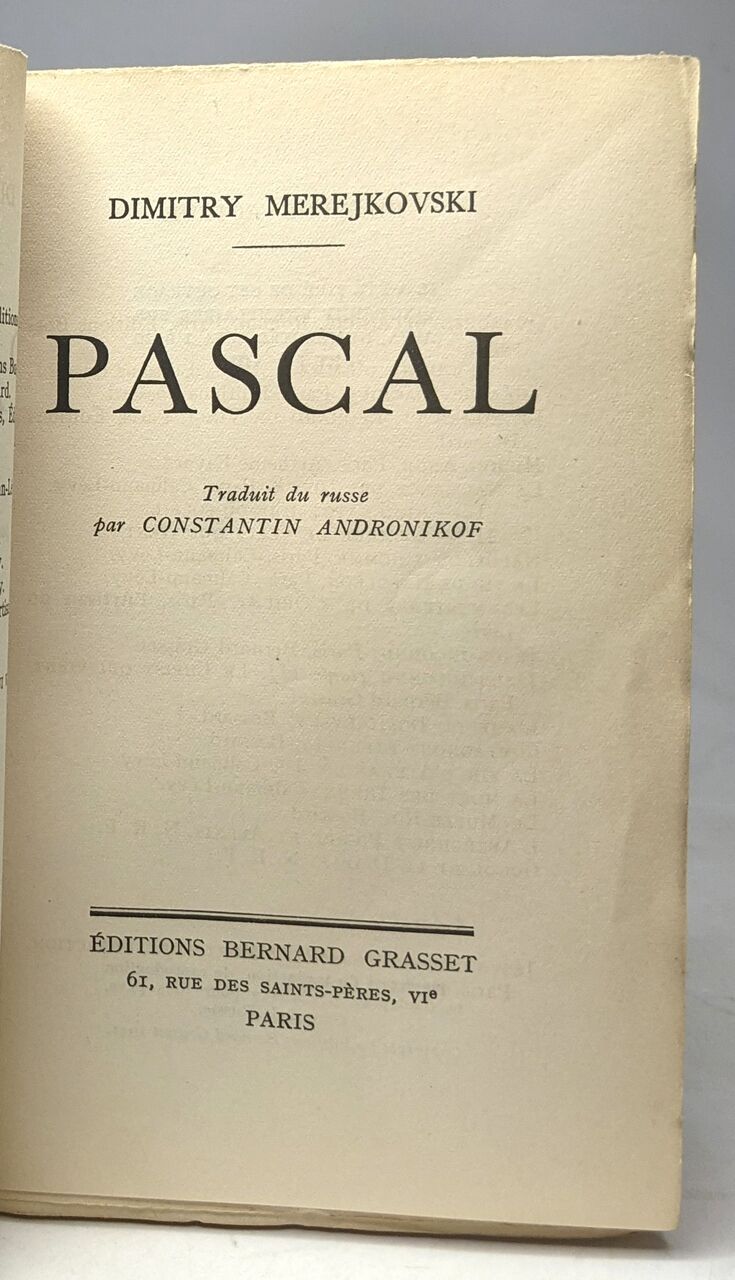 DIMITRY MEREJKOVSKI
PASCAL
Traduit du russe
par CONSTANTIN ANDRONIKOF
ÉDITIONS BERNARD GRASSET
61, RUE DES SAINTS-PÈRES, VIᵉ
PARIS